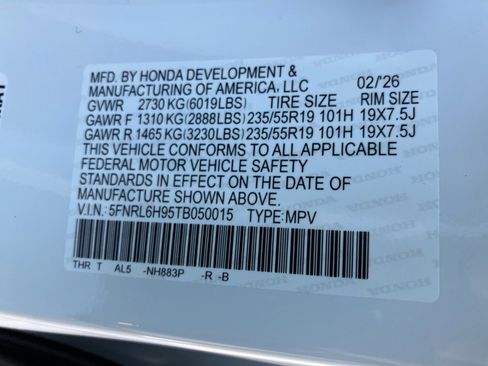 MFD. BY HONDA DEVELOPMENT & 02/'26
MANUFACTURING OF AMERICA, LLC
GVWR 2730 KG(6019LBS) TIRE SIZE RIM SIZE
GAWR F 1310 KG(2888LBS) 235/55R19 101H 19X7.5J
GAWR R 1465 KG(3230LBS) 235/55R19 101H 19X7.5J
THIS VEHICLE CONFORMS TO ALL APPLICABLE
FEDERAL MOTOR VEHICLE SAFETY
STANDARDS IN EFFECT ON THE DATE OF
MANUFACTURE SHOWN ABOVE.
V.I.N.: 5FNRL6H95TB050015 TYPE:MPV
THR T AL5 -NH883P -R -B